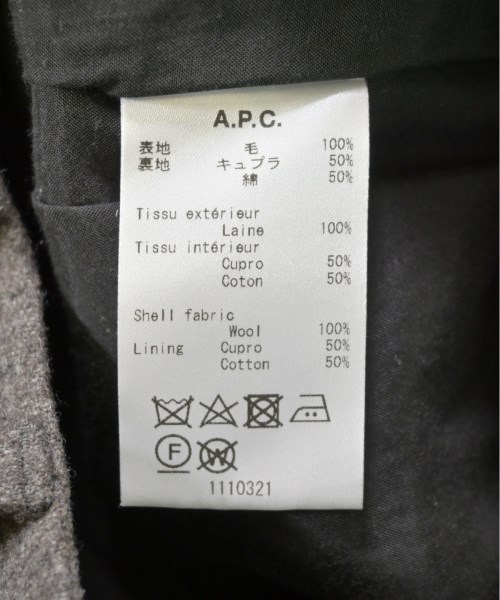 A.P.C.
表地 毛 100%
裏地 キュプラ 50%
綿 50%
Tissu extérieur
Laine 100%
Tissu intérieur
Cupro 50%
Coton 50%
Shell fabric
Wool 100%
Lining Cupro 50%
Cotton 50%
F W
1110321